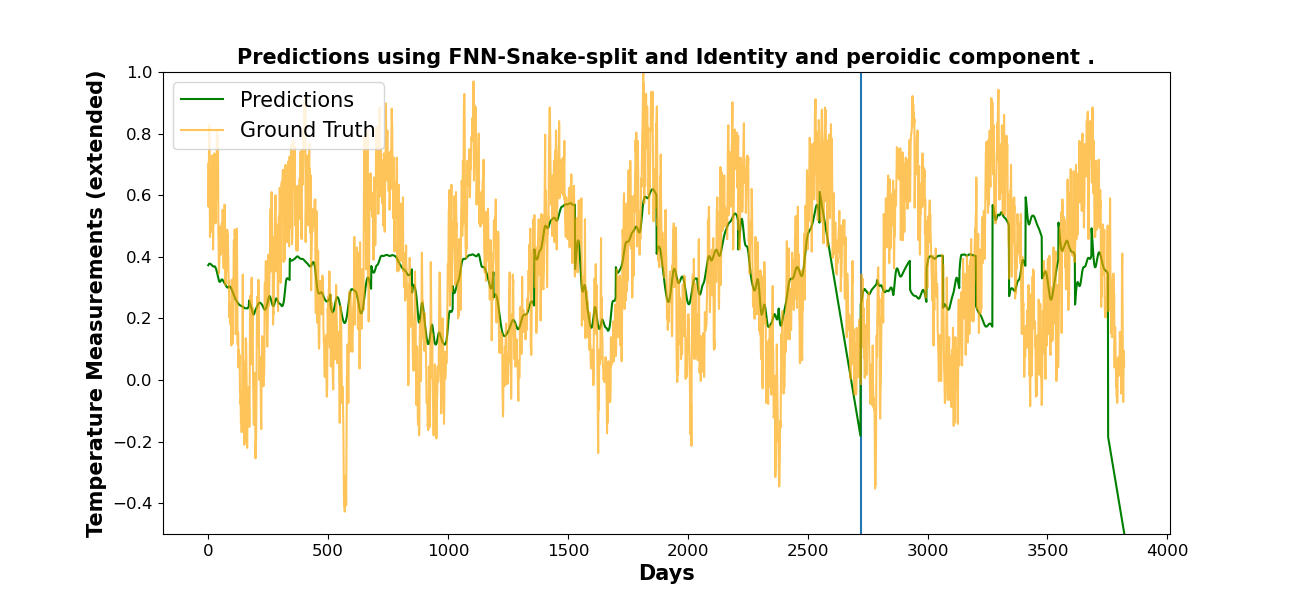 Predictions using FNN-Snake-split and Identity and peroidic component .
Temperature Measurements (extended)
1.0
0.8
0.6
0.4
0.2
0.0
−0.2
−0.4
Predictions
Ground Truth
0 500 1000 1500 2000 2500 3000 3500 4000
Days